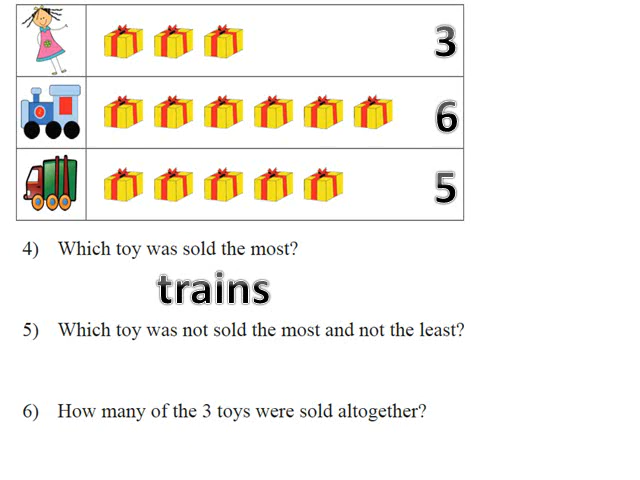 3
6
5
4) Which toy was sold the most?
trains
5) Which toy was not sold the most and not the least?
6) How many of the 3 toys were sold altogether?